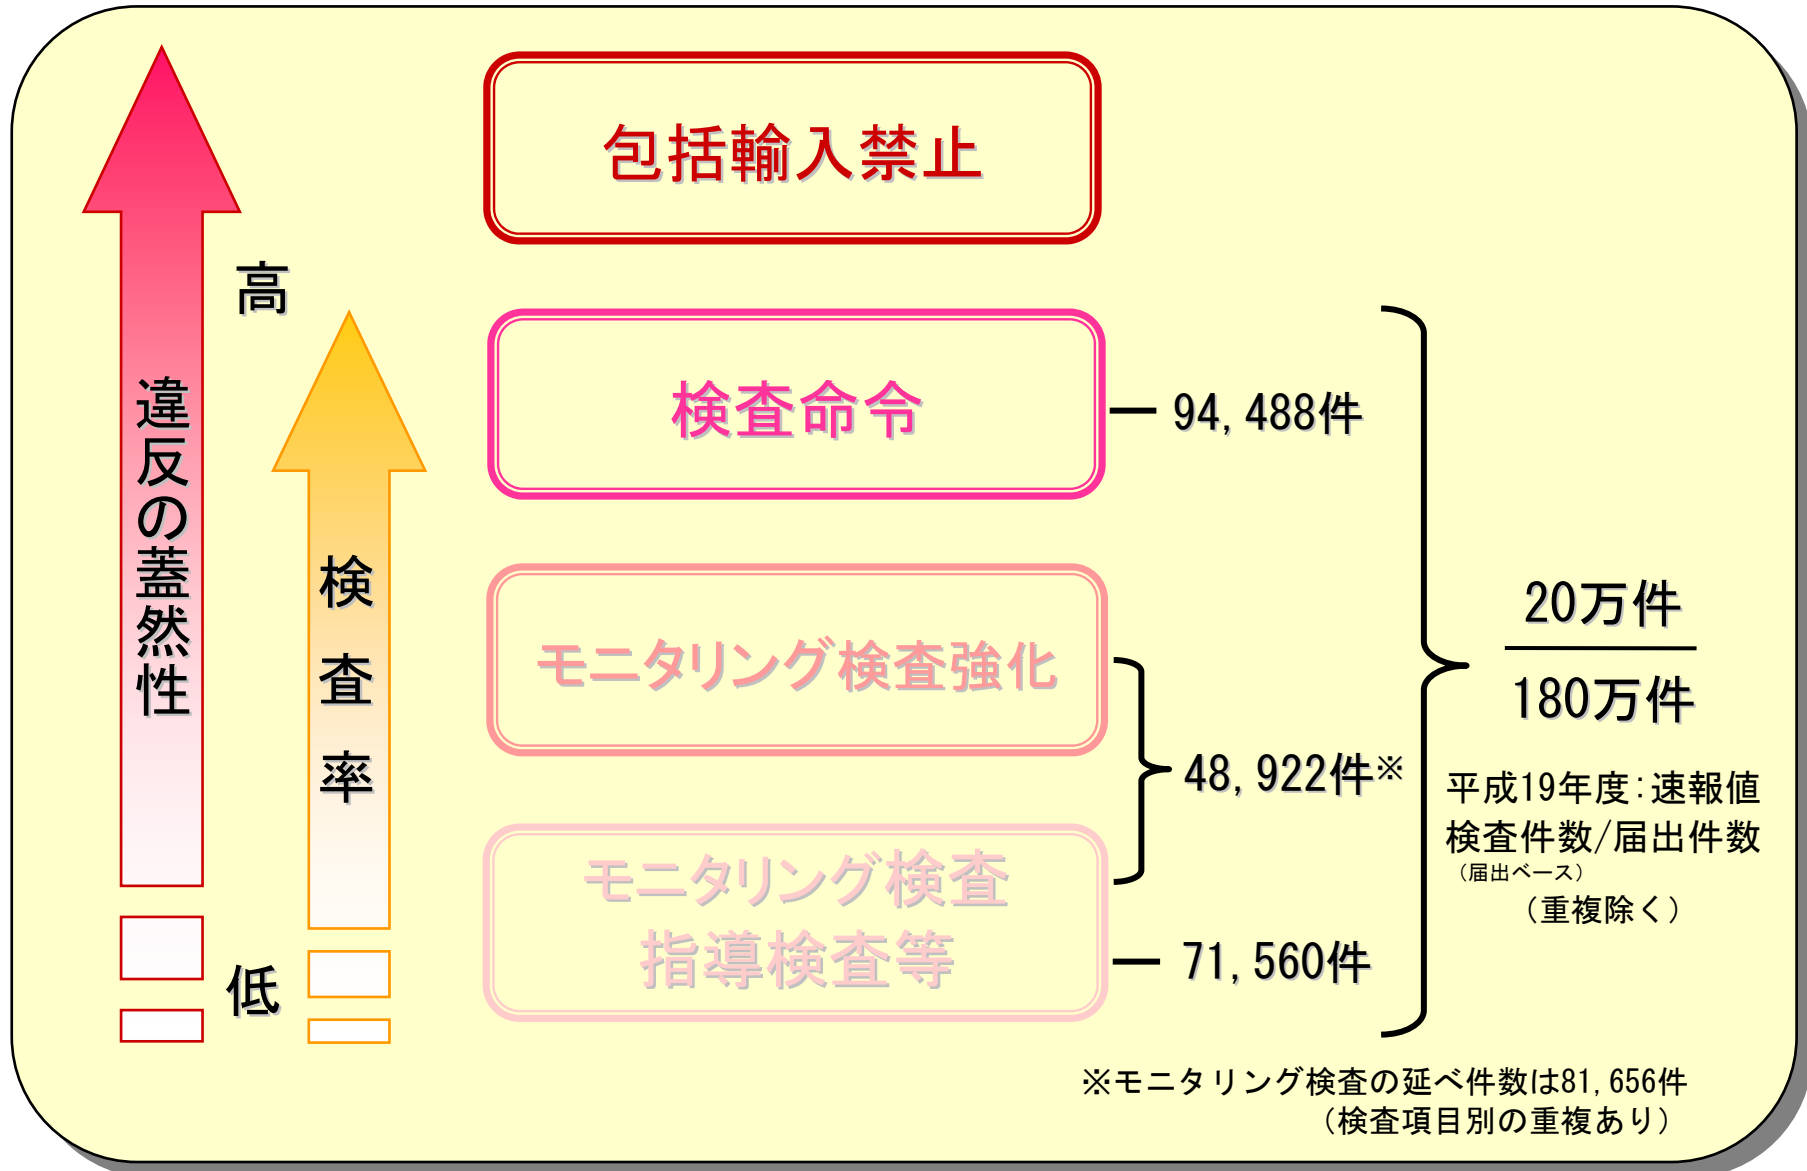 包括輸入禁止
高
違反の蓋然性
検査率
低
検査命令
94,488件
モニタリング検査強化
48,922件※
モニタリング検査
指導検査等
71,560件
20万件
180万件
平成19年度:速報値
検査件数/届出件数
(届出ベース)
(重複除く)
※モニタリング検査の延べ件数は81,656件
(検査項目別の重複あり)